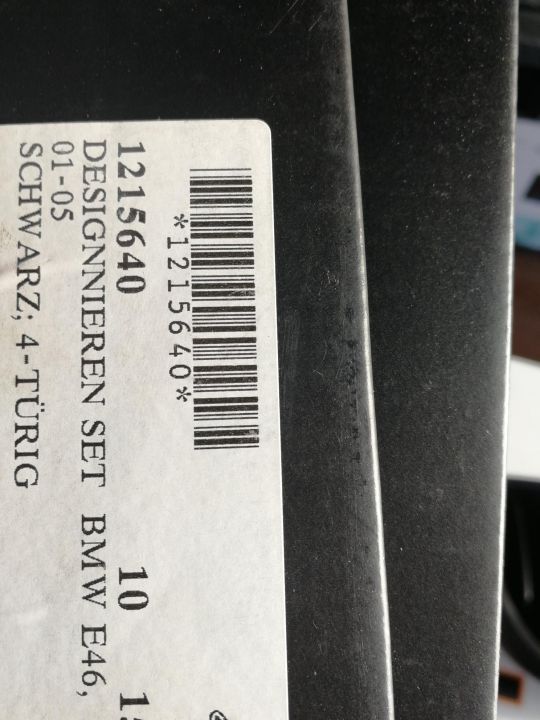 *1215640*
1215640 10
DESIGNNIEREN SET BMW E46,
01-05
SCHWARZ; 4-TÜRIG